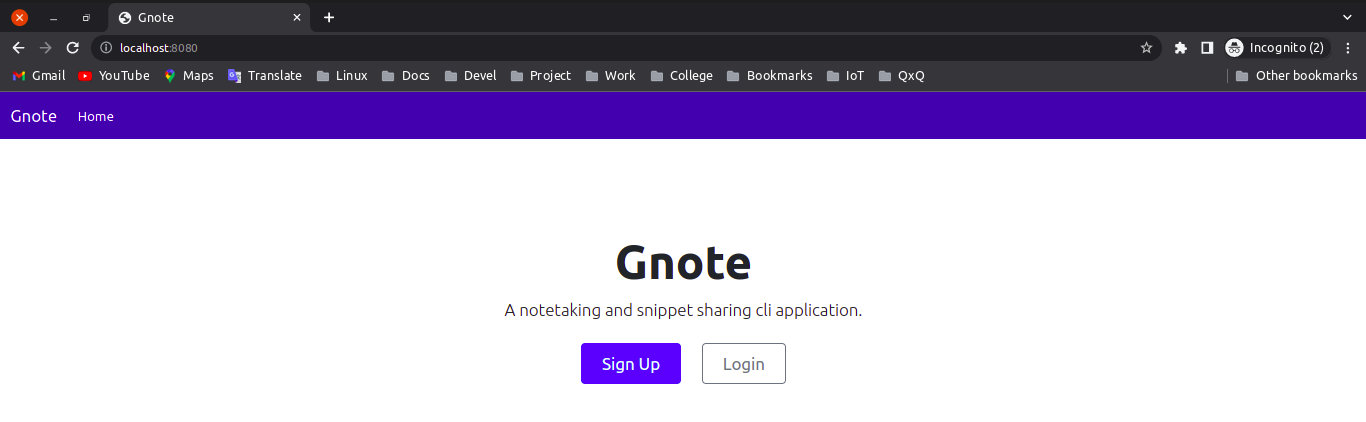 Gnote
localhost:8080
Incognito (2)
Gmail YouTube Maps Translate Linux Docs Devel Project Work College Bookmarks IoT QxQ Other bookmarks
Gnote Home
Gnote
A notetaking and snippet sharing cli application.
Sign Up Login